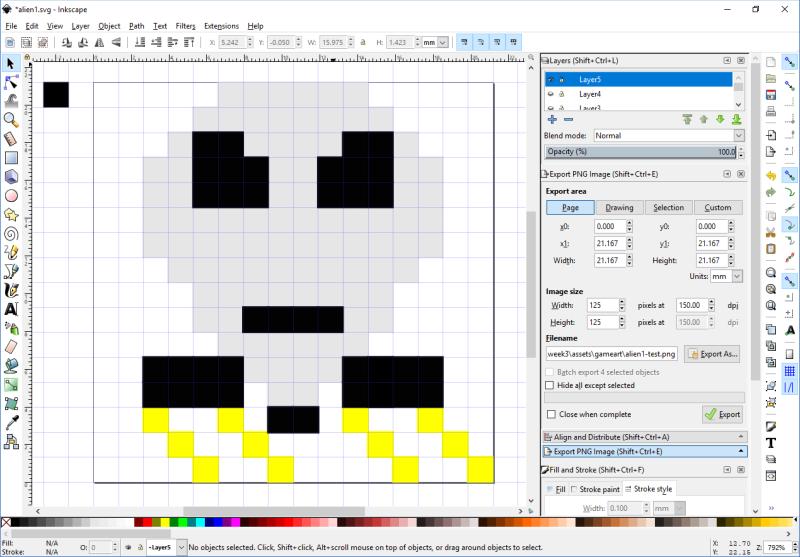 *alien1.svg - Inkscape
File Edit View Layer Object Path Text Filters Extensions Help
X: 5.242 Y: -0.050 W: 15.975 H: 1.423 mm
Layers (Shift+Ctrl+L)
Layer5
Layer4
Layer3
Blend mode: Normal
Opacity (%) 100.0
Export PNG Image (Shift+Ctrl+E)
Export area
Page Drawing Selection Custom
x0: 0.000 y0: 0.000
x1: 21.167 y1: 21.167
Width: 21.167 Height: 21.167
Units: mm
Image size
Width: 125 pixels at 150.00 dpi
Height: 125 pixels at 150.00 dpi
Filename
week3\assets\gameart\alien1-test.png Export As...
Batch export 4 selected objects
Hide all except selected
Close when complete Export
Align and Distribute (Shift+Ctrl+A)
Export PNG Image (Shift+Ctrl+E)
Fill and Stroke (Shift+Ctrl+F)
Fill Stroke paint Stroke style
Width: 0.100 mm
Fill: N/A
Stroke: N/A
O: 0
Layer5
No objects selected. Click, Shift+click, Alt+scroll mouse on top of objects, or drag around objects to select.
X: 12.70
Y: 22.15
Z: 792%